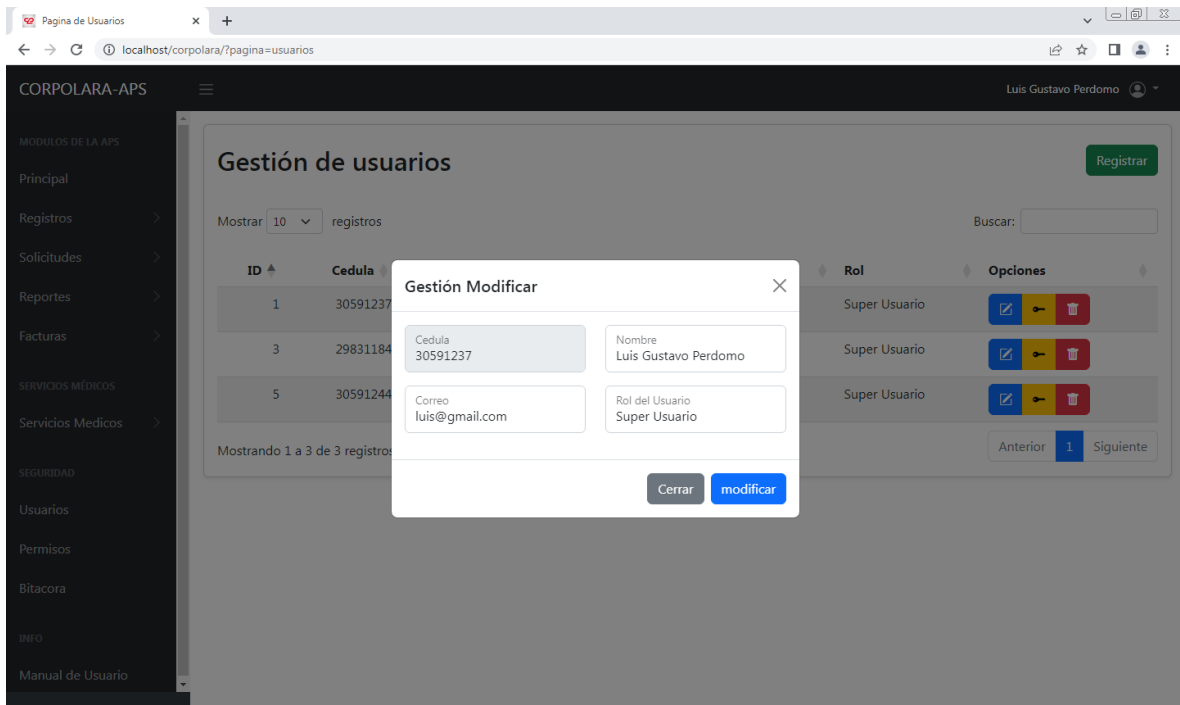 Pagina de Usuarios
localhost/corpolara/?pagina=usuarios
CORPOLARA-APS
Luis Gustavo Perdomo
MODULOS DE LA APS
Principal
Registros
Solicitudes
Reportes
Facturas
SERVICIOS MÉDICOS
Servicios Medicos
SEGURIDAD
Usuarios
Permisos
Bitacora
INFO
Manual de Usuario
Gestión de usuarios
Registrar
Mostrar 10 registros
Buscar:
ID Cedula Rol Opciones
1 30591237 Super Usuario
3 29831184 Super Usuario
5 30591244 Super Usuario
Mostrando 1 a 3 de 3 registros
Anterior 1 Siguiente
Gestión Modificar
Cedula
30591237
Nombre
Luis Gustavo Perdomo
Correo
luis@gmail.com
Rol del Usuario
Super Usuario
Cerrar modificar